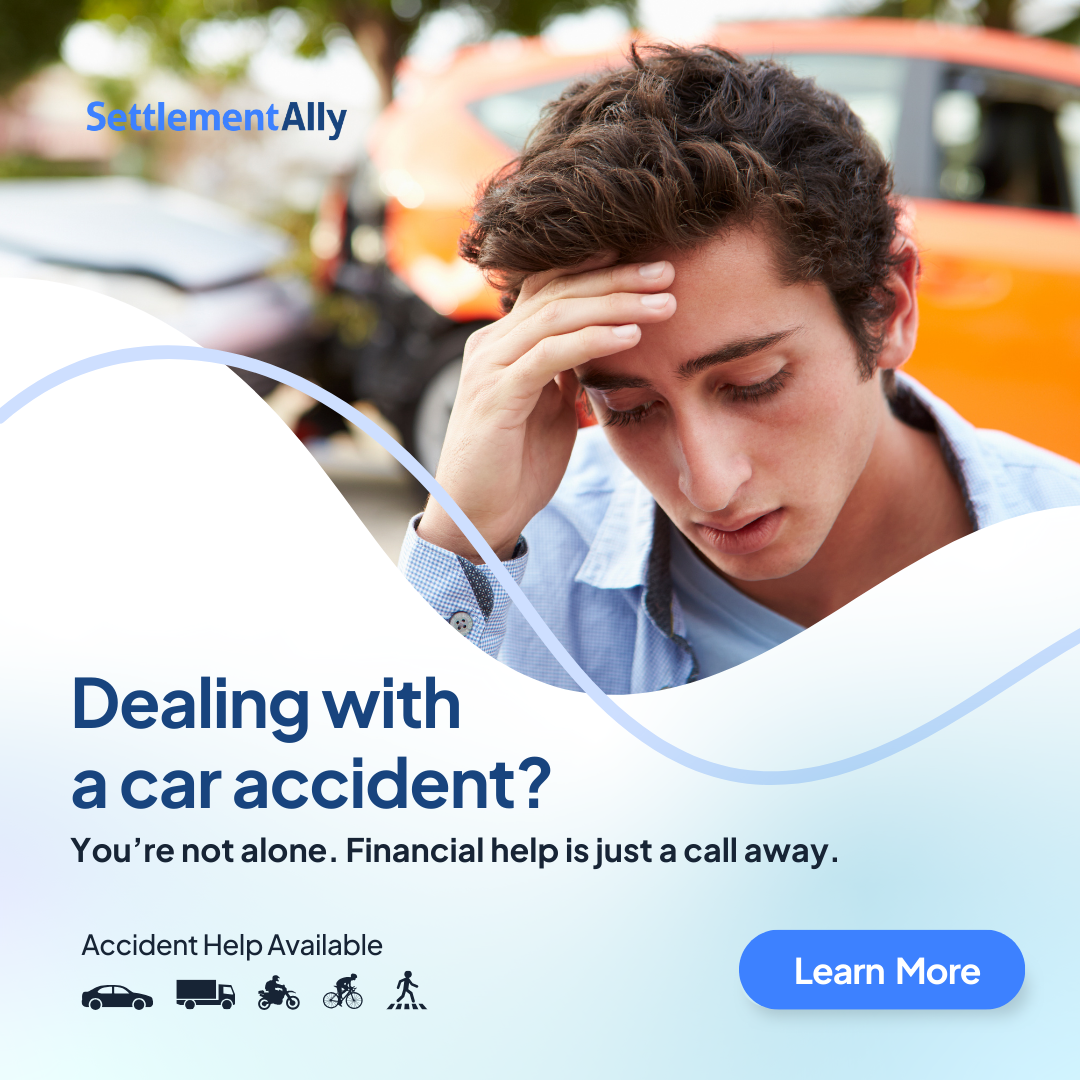 SettlementAlly
Dealing with
a car accident?
You’re not alone. Financial help is just a call away.
Accident Help Available
Learn More